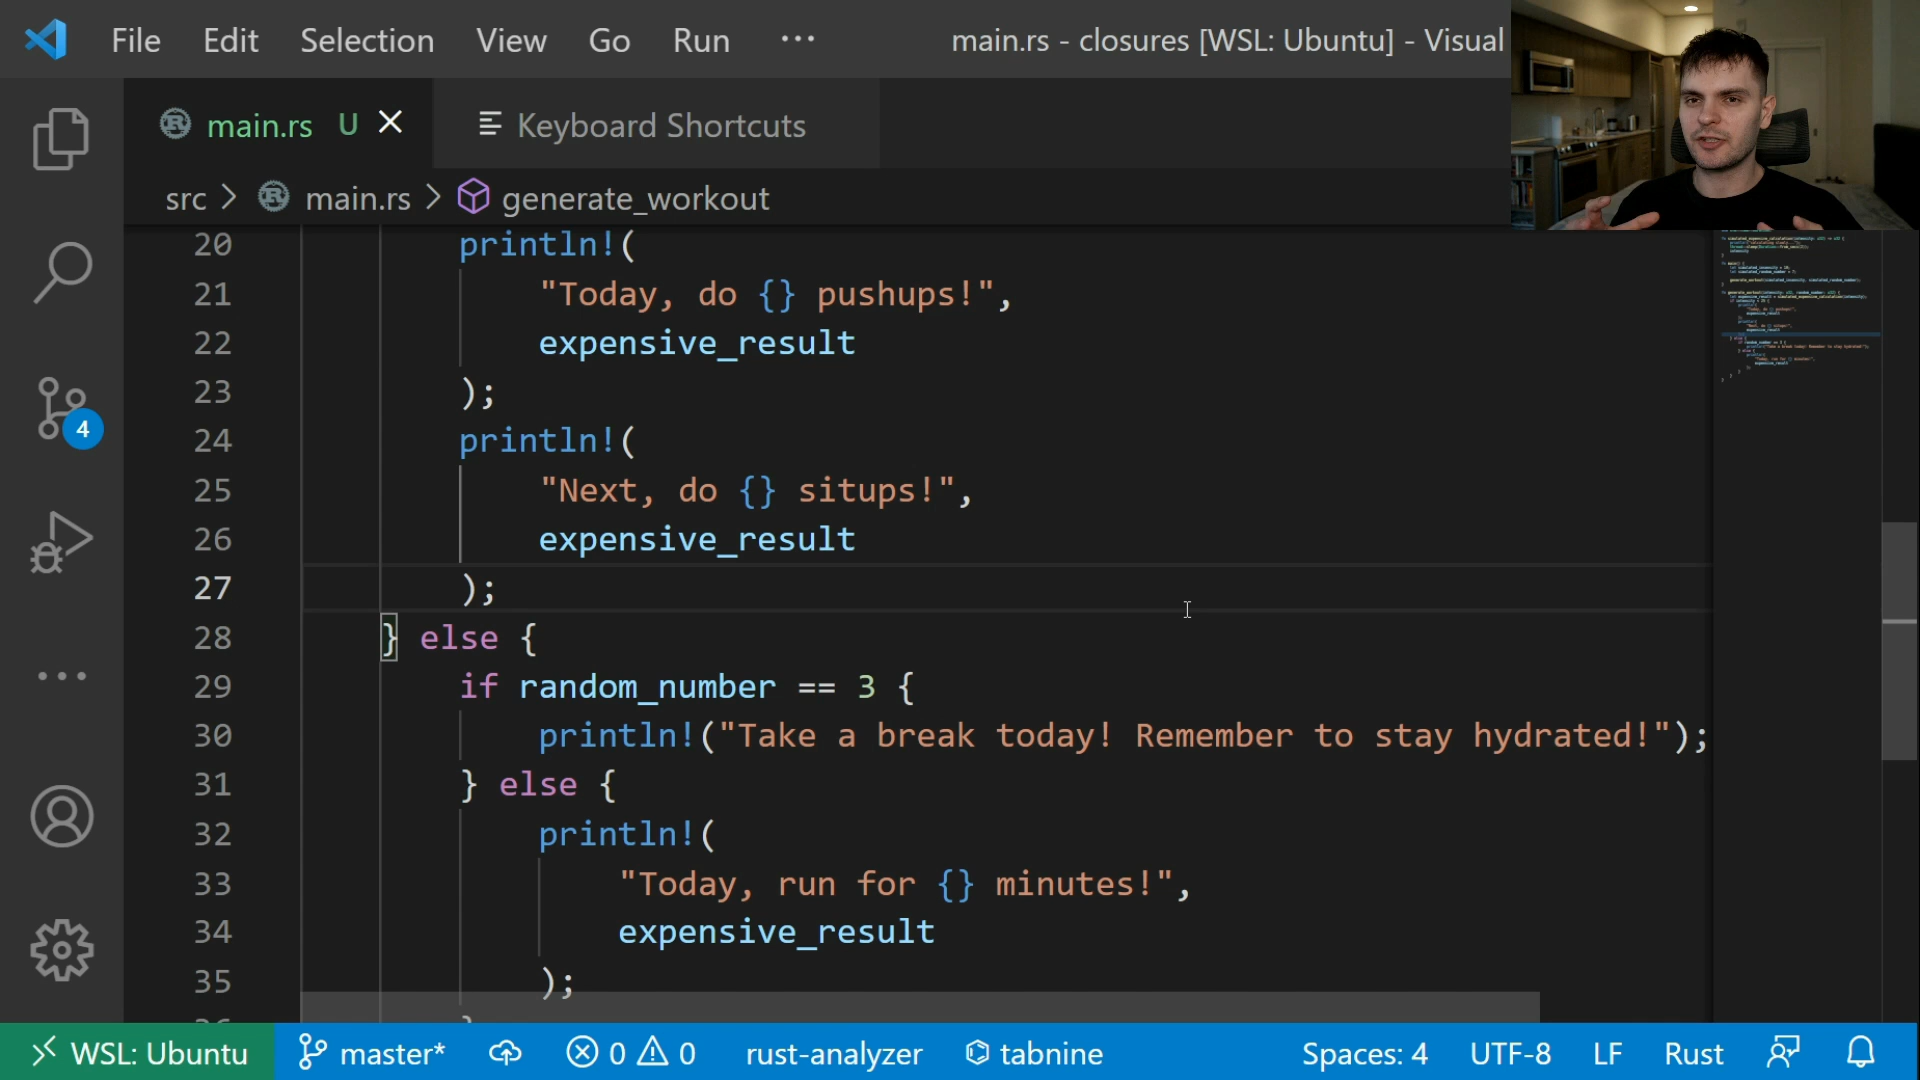 File Edit Selection View Go Run ··· main.rs - closures [WSL: Ubuntu] - Visual
main.rs U Keyboard Shortcuts
src > main.rs > generate_workout
20 println!(
21 "Today, do {} pushups!",
22 expensive_result
23 );
24 println!(
25 "Next, do {} situps!",
26 expensive_result
27 );
28 } else {
29 if random_number == 3 {
30 println!("Take a break today! Remember to stay hydrated!");
31 } else {
32 println!(
33 "Today, run for {} minutes!",
34 expensive_result
35 );
4
WSL: Ubuntu master* 0 0 rust-analyzer tabnine Spaces: 4 UTF-8 LF Rust